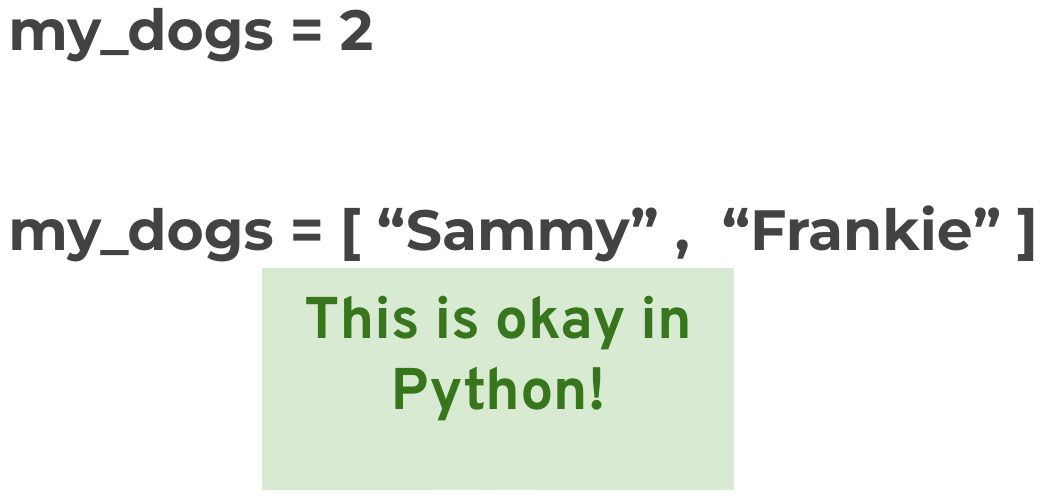 my_dogs = 2
my_dogs = [ “Sammy” , “Frankie” ]
This is okay in
Python!